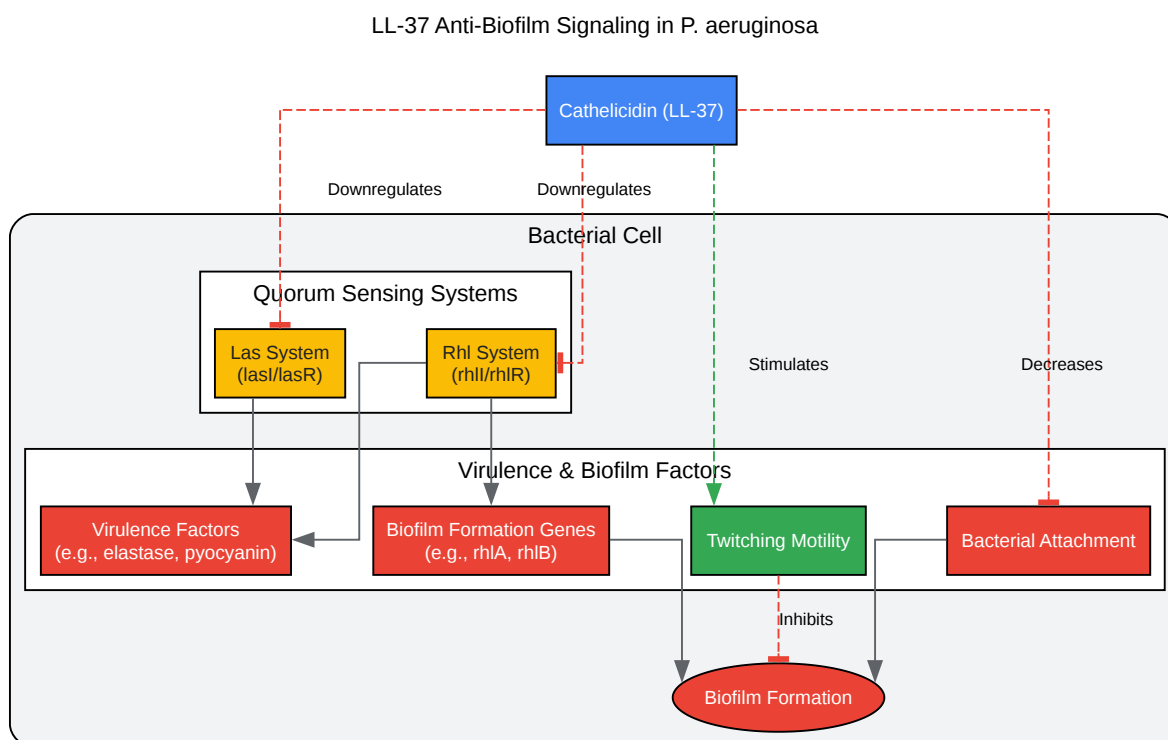 LL-37 Anti-Biofilm Signaling in P. aeruginosa
Cathelicidin (LL-37)
Downregulates
Downregulates
Bacterial Cell
Quorum Sensing Systems
Las System
(lasI/lasR)
Rhl System
(rhlI/rhlR)
Stimulates
Decreases
Virulence & Biofilm Factors
Virulence Factors
(e.g., elastase, pyocyanin)
Biofilm Formation Genes
(e.g., rhlA, rhlB)
Twitching Motility
Bacterial Attachment
Inhibits
Biofilm Formation